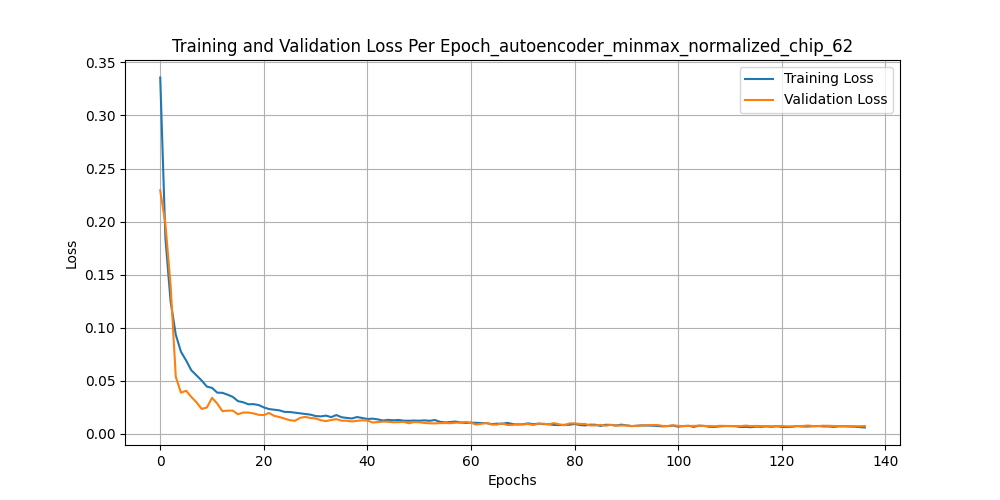 Training and Validation Loss Per Epoch_autoencoder_minmax_normalized_chip_62
Training Loss
Validation Loss
0.35
0.30
0.25
0.20
0.15
0.10
0.05
0.00
Loss
0 20 40 60 80 100 120 140
Epochs